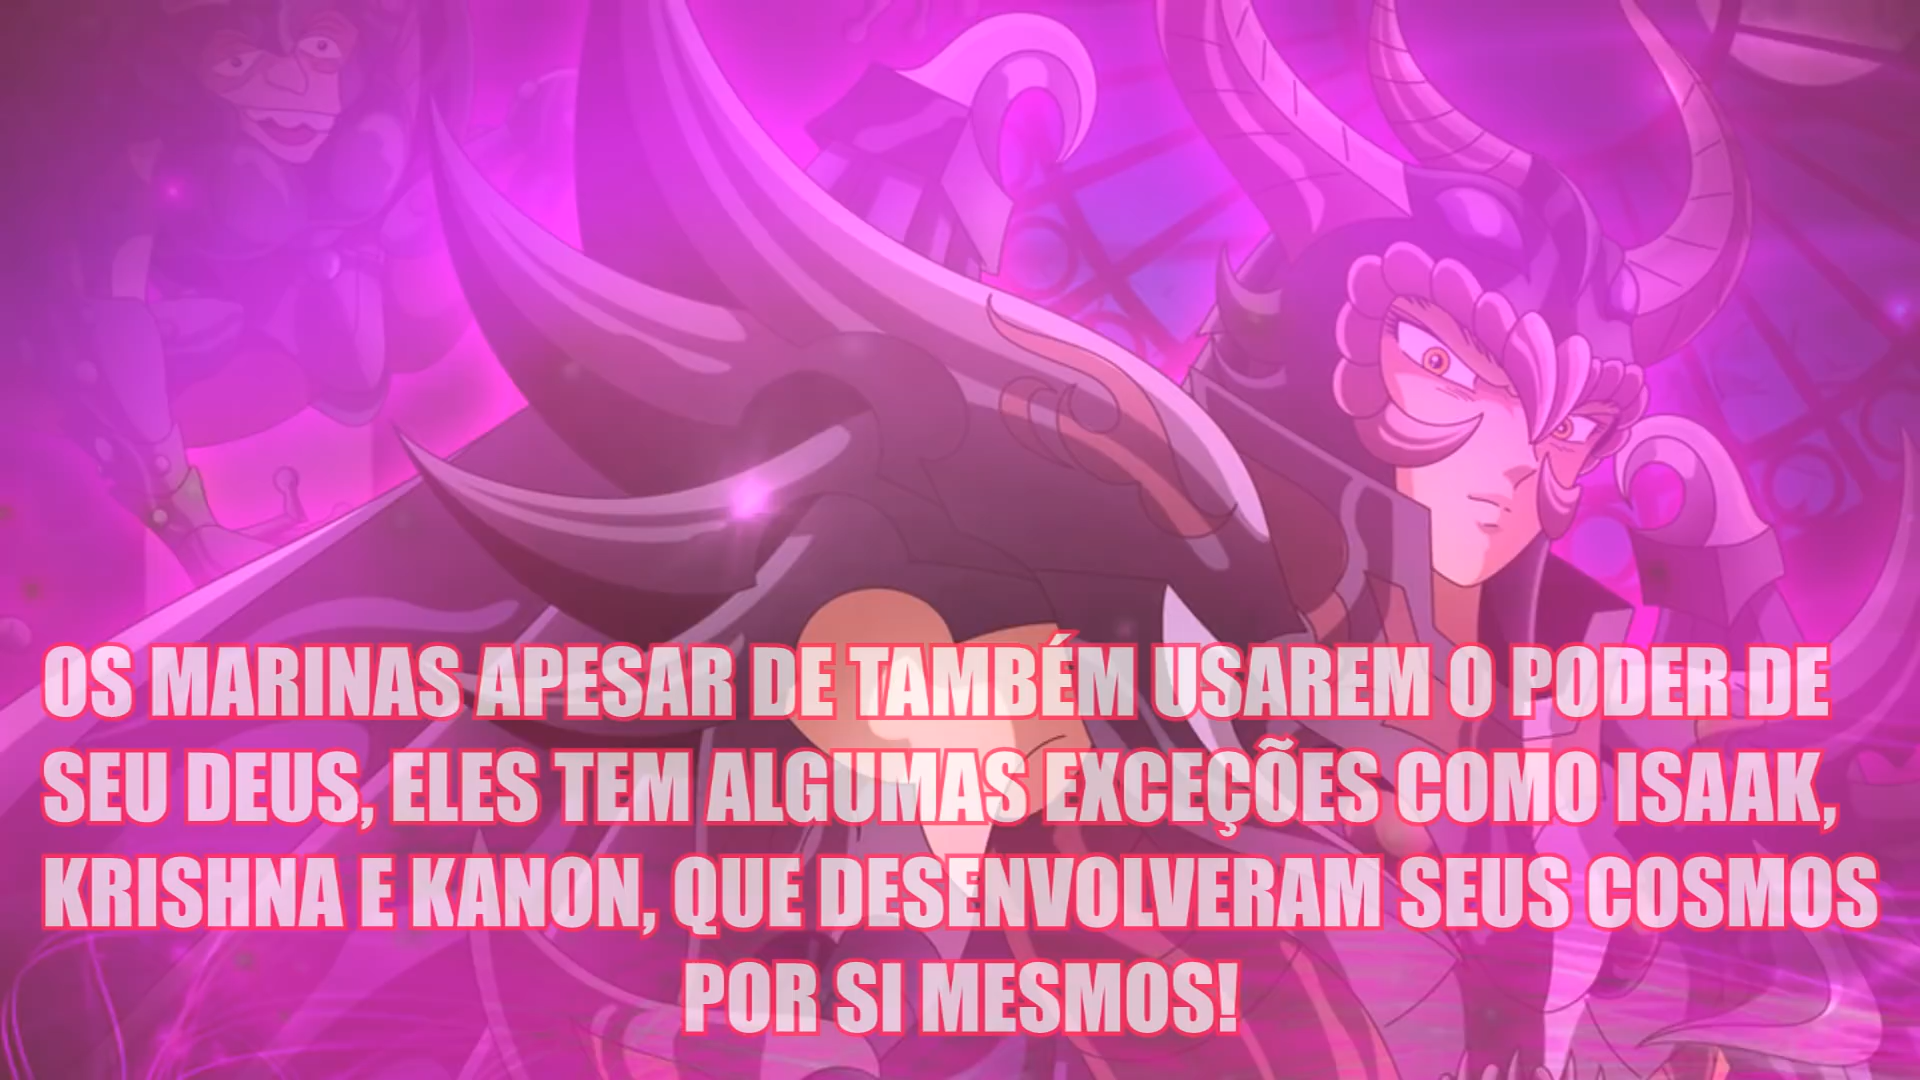 OS MARINAS APESAR DE TAMBÉM USAREM O PODER DE
SEU DEUS, ELES TEM ALGUMAS EXCEÇÕES COMO ISAAK,
KRISHNA E KANON, QUE DESENVOLVERAM SEUS COSMOS
POR SI MESMOS!